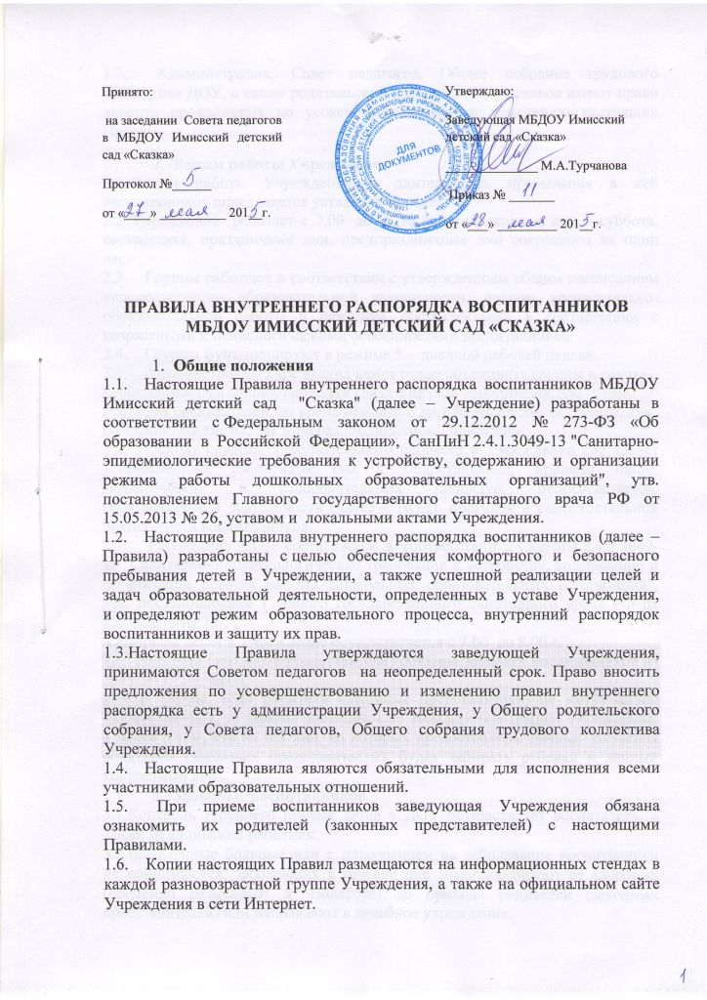 Принято:
на заседании Совета педагогов
в МБДОУ Имисский детский
сад «Сказка»
Протокол № 5
от «27» мая 2015 г.
Утверждаю:
Заведующая МБДОУ Имисский
детский сад «Сказка»
М.А.Турчанова
Приказ № 11
от «28» 2015 г.
ДЛЯ
ДОКУМЕНТОВ
ПРАВИЛА ВНУТРЕННЕГО РАСПОРЯДКА ВОСПИТАННИКОВ
МБДОУ ИМИССКИЙ ДЕТСКИЙ САД «СКАЗКА»
1. Общие положения
1.1. Настоящие Правила внутреннего распорядка воспитанников МБДОУ
Имисский детский сад "Сказка" (далее – Учреждение) разработаны в
соответствии с Федеральным законом от 29.12.2012 № 273-ФЗ «Об
образовании в Российской Федерации», СанПиН 2.4.1.3049-13 "Санитарно-
эпидемиологические требования к устройству, содержанию и организации
режима работы дошкольных образовательных организаций", утв.
постановлением Главного государственного санитарного врача РФ от
15.05.2013 № 26, уставом и локальными актами Учреждения.
1.2. Настоящие Правила внутреннего распорядка воспитанников (далее –
Правила) разработаны с целью обеспечения комфортного и безопасного
пребывания детей в Учреждении, а также успешной реализации целей и
задач образовательной деятельности, определенных в уставе Учреждения,
и определяют режим образовательного процесса, внутренний распорядок
воспитанников и защиту их прав.
1.3.Настоящие Правила утверждаются заведующей Учреждения,
принимаются Советом педагогов на неопределенный срок. Право вносить
предложения по усовершенствованию и изменению правил внутреннего
распорядка есть у администрации Учреждения, у Общего родительского
собрания, у Совета педагогов, Общего собрания трудового коллектива
Учреждения.
1.4. Настоящие Правила являются обязательными для исполнения всеми
участниками образовательных отношений.
1.5. При приеме воспитанников заведующая Учреждения обязана
ознакомить их родителей (законных представителей) с настоящими
Правилами.
1.6. Копии настоящих Правил размещаются на информационных стендах в
каждой разновозрастной группе Учреждения, а также на официальном сайте
Учреждения в сети Интернет.
1